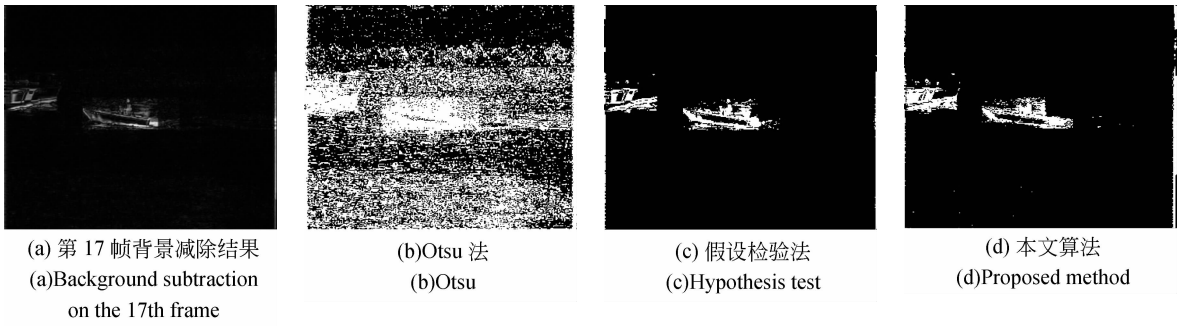 (a) 第 17 帧背景减除结果
(a)Background subtraction
on the 17th frame
(b)Otsu 法
(b)Otsu
(c) 假设检验法
(c)Hypothesis test
(d) 本文算法
(d)Proposed method